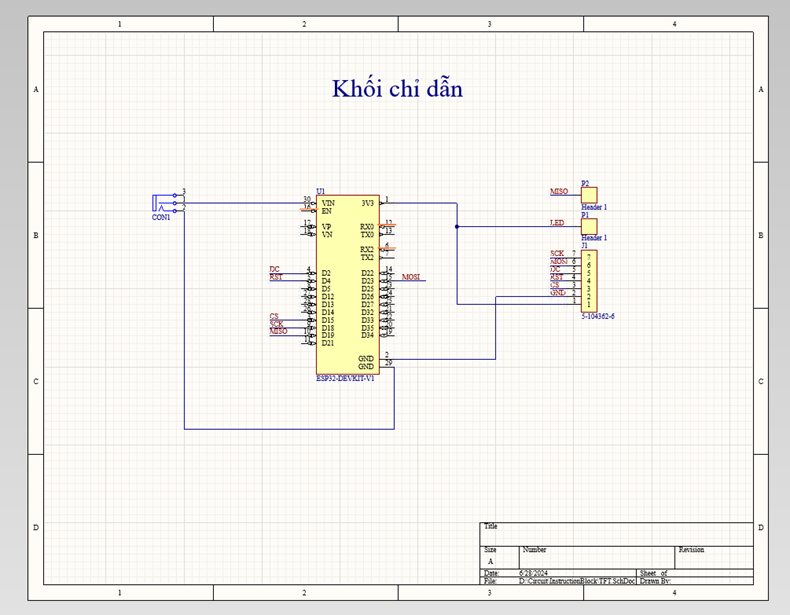 1 2 3 4
A A
Khối chỉ dẫn
B B
CON1
3
1
2
U1
30 VIN
16 EN
17 VP
VN
4 D2
D4
D5
D12
D13
D14
D15
D18
D19
D21
3V3 1
RX0 12
TX0 13
RX2 6
TX2 7
D22 14
D23
D25
D26
D27
D32
D33
D35
D34
GND 2
GND 29
ESP32-DEVKIT-V1
DC
RST
CS
SCK
MISO
MOSI
P2
MISO
Header 1
P1
LED
Header 1
J1
SCK 7 7
MOSI 6 6
DC 5 5
RST 4 4
CS 3 3
GND 2 2
1 1
5-104362-6
C C
D D
Title
Size Number Revision
A
Date: 6/28/2024 Sheet of
File: D:\Circuit\InstructionBlock\TFT.SchDoc Drawn By:
1 2 3 4